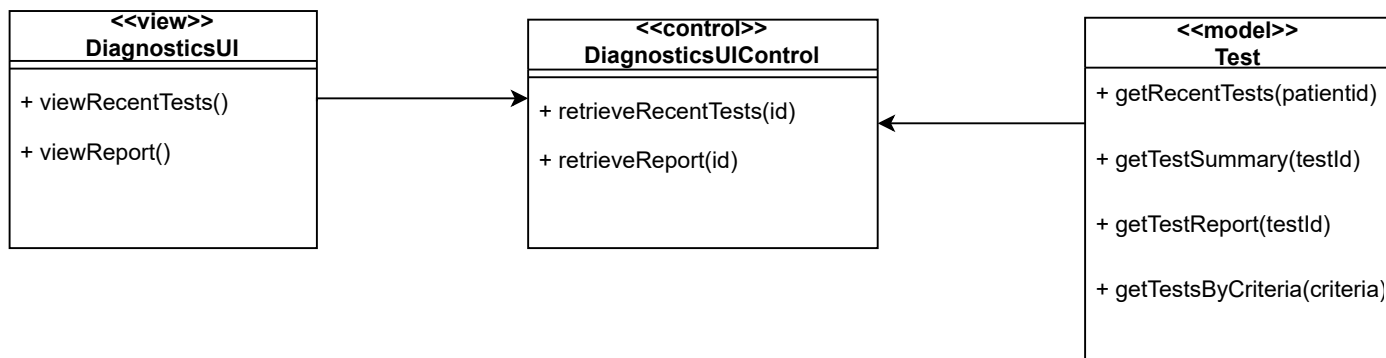 <<view>>
DiagnosticsUI
+ viewRecentTests()
+ viewReport()
<<control>>
DiagnosticsUIControl
+ retrieveRecentTests(id)
+ retrieveReport(id)
<<model>>
Test
+ getRecentTests(patientid)
+ getTestSummary(testId)
+ getTestReport(testId)
+ getTestsByCriteria(criteria)